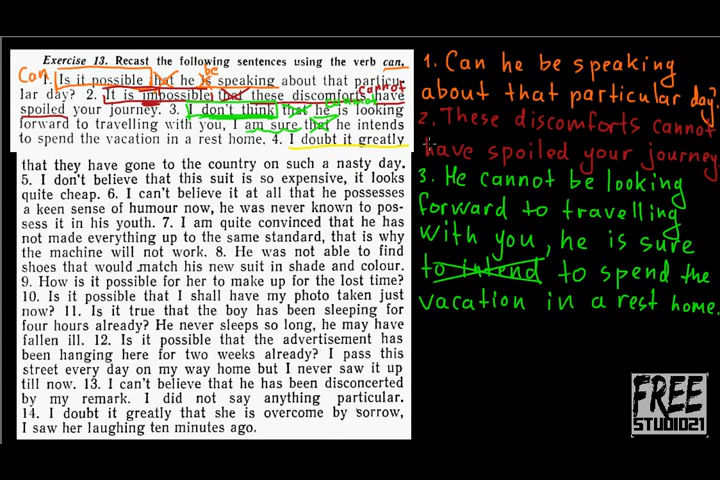 Exercise 13. Recast the following sentences using the verb can.
Can be
1. Is it possible that he is speaking about that particu-
cannot
lar day? 2. It is impossible that these discomforts have
cannot
spoiled your journey. 3. I don't think that he is looking
forward to travelling with you, I am sure that he intends
to spend the vacation in a rest home. 4. I doubt it greatly
that they have gone to the country on such a nasty day.
5. I don't believe that this suit is so expensive, it looks
quite cheap. 6. I can't believe it at all that he possesses
a keen sense of humour now, he was never known to pos-
sess it in his youth. 7. I am quite convinced that he has
not made everything up to the same standard, that is why
the machine will not work. 8. He was not able to find
shoes that would match his new suit in shade and colour.
9. How is it possible for her to make up for the lost time?
10. Is it possible that I shall have my photo taken just
now? 11. Is it true that the boy has been sleeping for
four hours already? He never sleeps so long, he may have
fallen ill. 12. Is it possible that the advertisement has
been hanging here for two weeks already? I pass this
street every day on my way home but I never saw it up
till now. 13. I can't believe that he has been disconcerted
by my remark. I did not say anything particular.
14. I doubt it greatly that she is overcome by sorrow,
I saw her laughing ten minutes ago.
1. Can he be speaking
about that particular day?
2. These discomforts cannot
have spoiled your journey
3. He cannot be looking
forward to travelling
with you, he is sure
to intend to spend the
vacation in a rest home.
FREE
STUDIO21